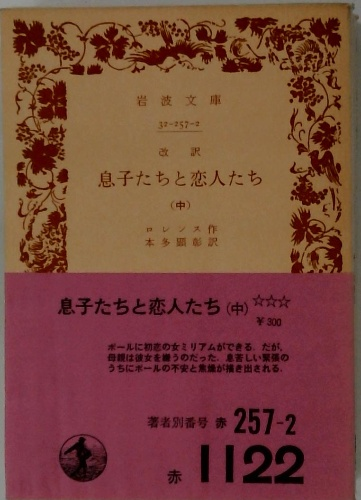 岩波文庫
32-257-2
改訳
息子たちと恋人たち
(中)
ロレンス作
本多顕彰訳
息子たちと恋人たち(中)☆☆☆
￥300
ポールに初恋の女ミリアムができる. だが,
母親は彼女を嫌うのだった. 息苦しい緊張の
うちにポールの不安と焦燥が描き出される.
著者別番号 赤 257-2
赤 1122